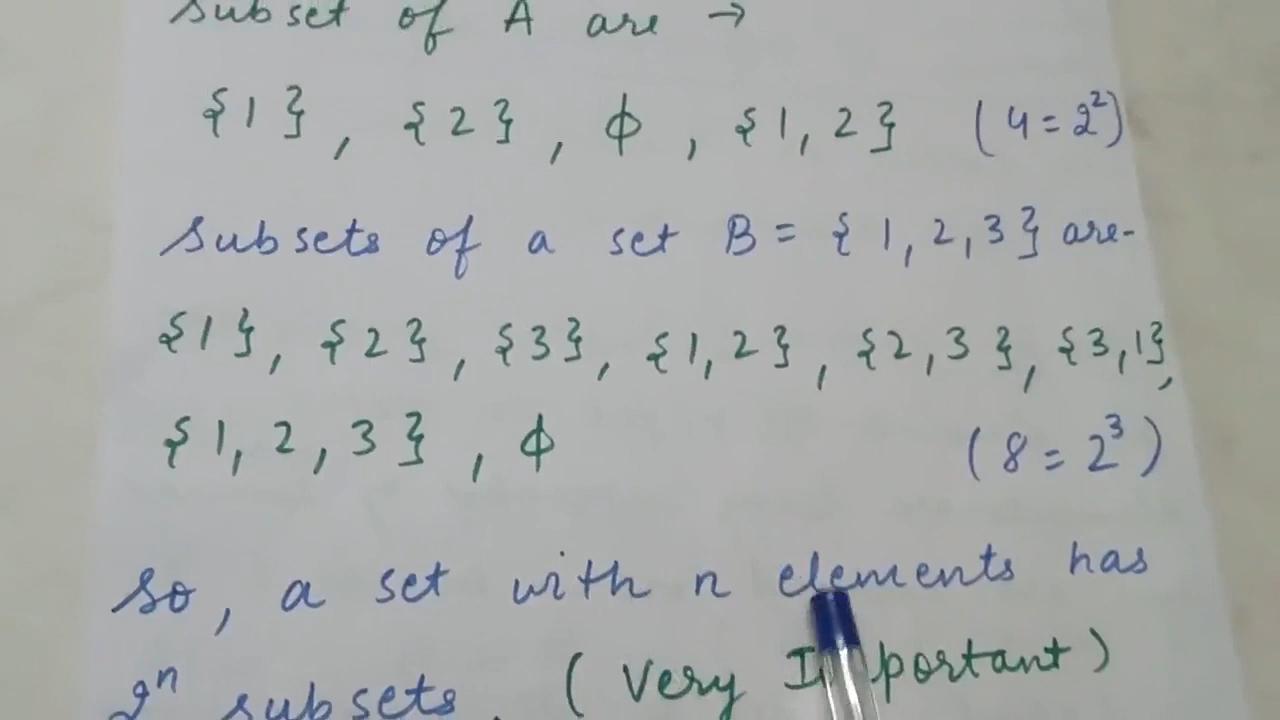 Subset of A are →
{1}, {2}, ϕ, {1, 2} (4 = 2²)
Subsets of a set B = {1, 2, 3} are-
{1}, {2}, {3}, {1, 2}, {2, 3}, {3, 1},
{1, 2, 3}, ϕ (8 = 2³)
So, a set with n elements has
2ⁿ subsets. (Very Important)